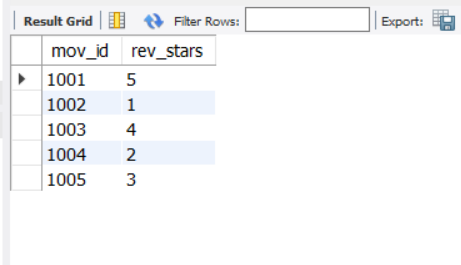 Result Grid Filter Rows: Export:
mov_id rev_stars
1001 5
1002 1
1003 4
1004 2
1005 3